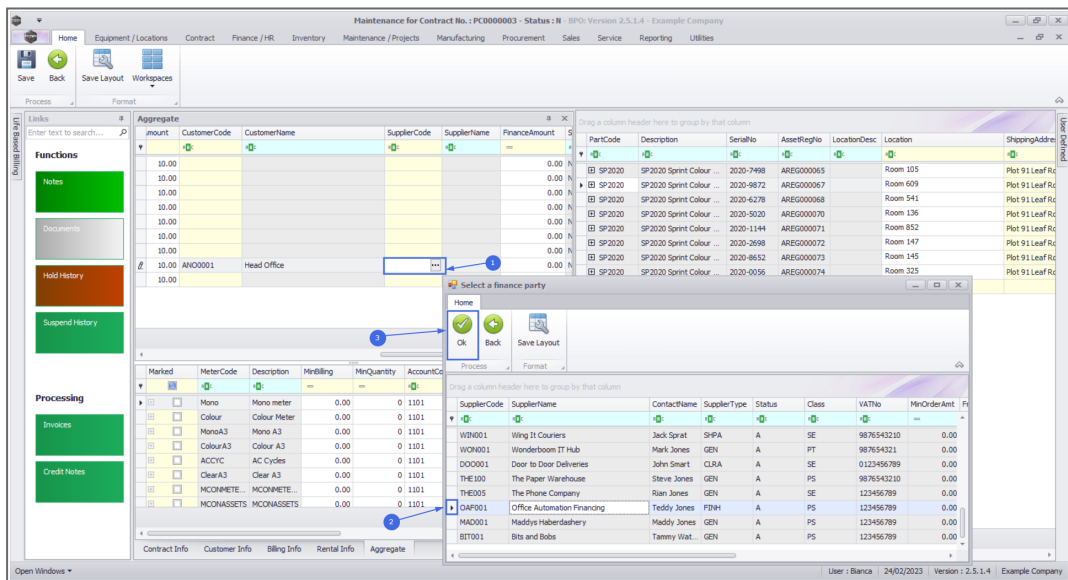 Maintenance for Contract No. : PC0000003 - Status : N - BPO: Version 2.5.1.4 - Example Company
Home Equipment / Locations Contract Finance / HR Inventory Maintenance / Projects Manufacturing Procurement Sales Service Reporting Utilities
Save Back Save Layout Workspaces
Process Format
Life Based Billing
Links
Enter text to search...
Functions
Notes
Documents
Hold History
Suspend History
Processing
Invoices
Credit Notes
Aggregate
mount CustomerCode CustomerName SupplierCode SupplierName FinanceAmount S
10.00 0.00 N
10.00 0.00 N
10.00 0.00 N
10.00 0.00 N
10.00 0.00 N
10.00 0.00 N
10.00 0.00 N
10.00 ANO0001 Head Office ... 0.00 N
10.00
1
Drag a column header here to group by that column
User Defined
PartCode Description SerialNo AssetRegNo LocationDesc Location ShippingAddres
SP2020 SP2020 Sprint Colour ... 2020-7498 AREG000065 Room 105 Plot 91 Leaf Ro
SP2020 SP2020 Sprint Colour ... 2020-9872 AREG000067 Room 609 Plot 91 Leaf Ro
SP2020 SP2020 Sprint Colour ... 2020-6278 AREG000068 Room 541 Plot 91 Leaf Ro
SP2020 SP2020 Sprint Colour ... 2020-5020 AREG000070 Room 136 Plot 91 Leaf Ro
SP2020 SP2020 Sprint Colour ... 2020-1144 AREG000071 Room 852 Plot 91 Leaf Ro
SP2020 SP2020 Sprint Colour ... 2020-2698 AREG000072 Room 147 Plot 91 Leaf Ro
SP2020 SP2020 Sprint Colour ... 2020-8652 AREG000073 Room 145 Plot 91 Leaf Ro
SP2020 SP2020 Sprint Colour ... 2020-0056 AREG000074 Room 325 Plot 91 Leaf Ro
Marked MeterCode Description MinBilling MinQuantity AccountCo
Mono Mono meter 0.00 0 1101
Colour Colour Meter 0.00 0 1101
MonoA3 Mono A3 0.00 0 1101
ColourA3 Colour A3 0.00 0 1101
ACCYC AC Cycles 0.00 0 1101
ClearA3 Clear A3 0.00 0 1101
MCONMETE... MCONMETE... 0.00 0 1101
MCONASSETS MCONASSETS 0.00 0 1101
Contract Info Customer Info Billing Info Rental Info Aggregate
Select a finance party
Home
3
Ok Back Save Layout
Process Format
Drag a column header here to group by that column
SupplierCode SupplierName ContactName SupplierType Status Class VATNo MinOrderAmt Fr
WIN001 Wing It Couriers Jack Sprat SHPA A SE 9876543210 0.00
WON001 Wonderboom IT Hub Mark Jones GEN A PT 987654321 0.00
DOO001 Door to Door Deliveries John Smart CLRA A SE 0123456789 0.00
THE100 The Paper Warehouse Steve Jones GEN A PS 9876543210 0.00
THE005 The Phone Company Rian Jones GEN A SE 123456789 0.00
OAF001 Office Automation Financing Teddy Jones FINH A PS 123456789 0.00
MAD001 Maddys Haberdashery Maddy Jones GEN A PS 123456789 0.00
BIT001 Bits and Bobs Tammy Wat... GEN A PS 123456789 0.00
2
Open Windows User : Bianca 24/02/2023 Version : 2.5.1.4 Example Company